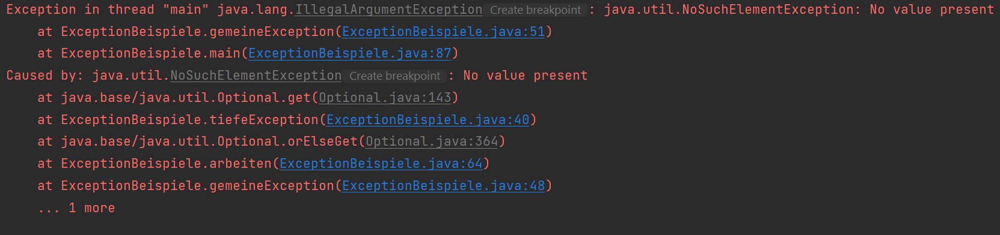 Exception in thread "main" java.lang.IllegalArgumentException Create breakpoint : java.util.NoSuchElementException: No value present
    at ExceptionBeispiele.gemeineException(ExceptionBeispiele.java:51)
    at ExceptionBeispiele.main(ExceptionBeispiele.java:87)
Caused by: java.util.NoSuchElementException Create breakpoint : No value present
    at java.base/java.util.Optional.get(Optional.java:143)
    at ExceptionBeispiele.tiefeException(ExceptionBeispiele.java:40)
    at java.base/java.util.Optional.orElseGet(Optional.java:364)
    at ExceptionBeispiele.arbeiten(ExceptionBeispiele.java:64)
    at ExceptionBeispiele.gemeineException(ExceptionBeispiele.java:48)
    ... 1 more